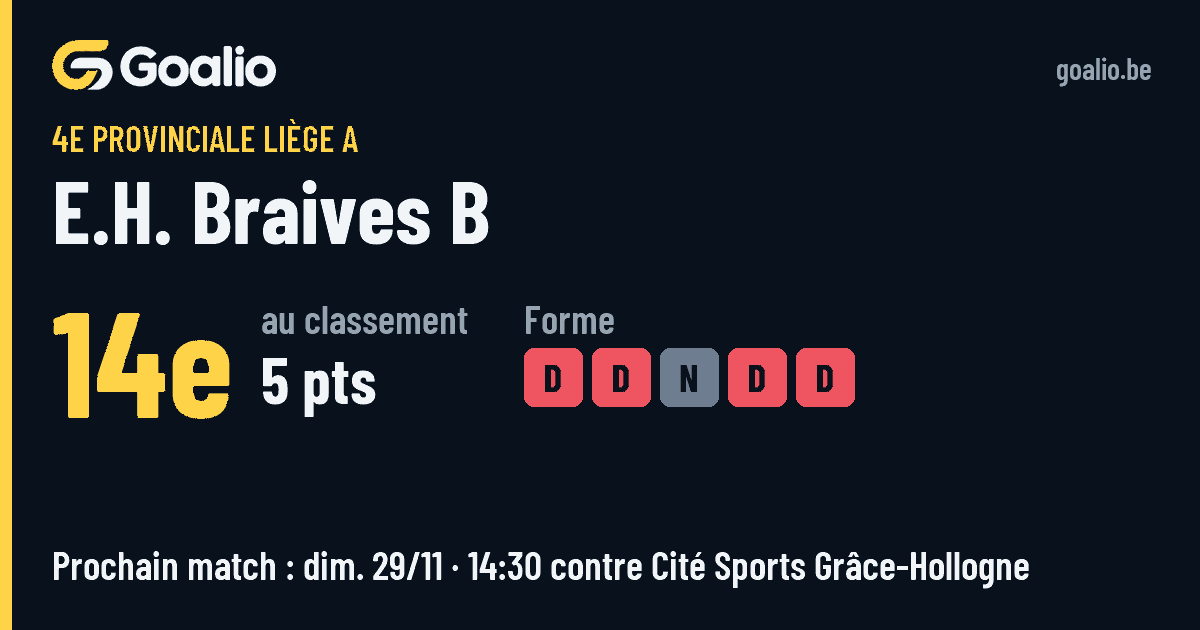 Goalio
goalio.be
4E PROVINCIALE LIÈGE A
E.H. Braives B
14e
au classement
5 pts
Forme
D D N D D
Prochain match : dim. 29/11 · 14:30 contre Cité Sports Grâce-Hollogne